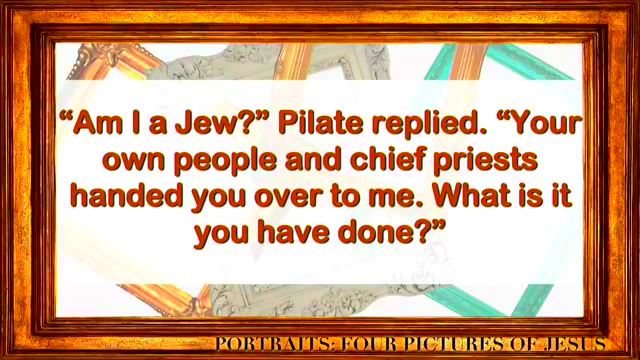 “Am I a Jew?” Pilate replied. “Your
own people and chief priests
handed you over to me. What is it
you have done?”
PORTRAITS: FOUR PICTURES OF JESUS